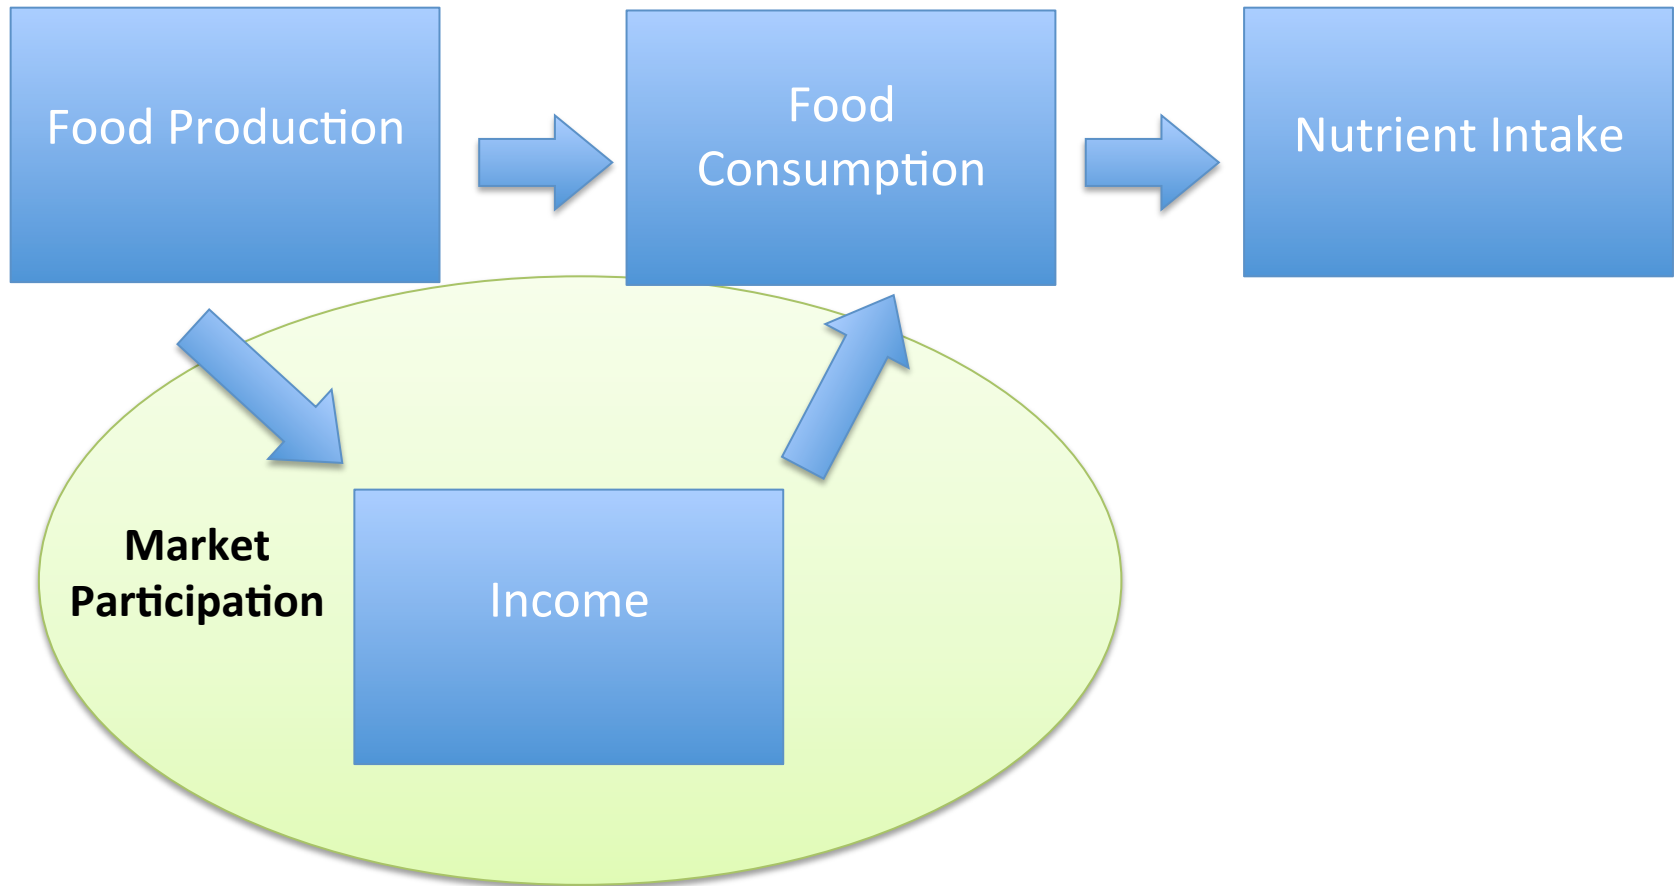 Food Production
Food
Consumption
Nutrient Intake
Market
Participation
Income